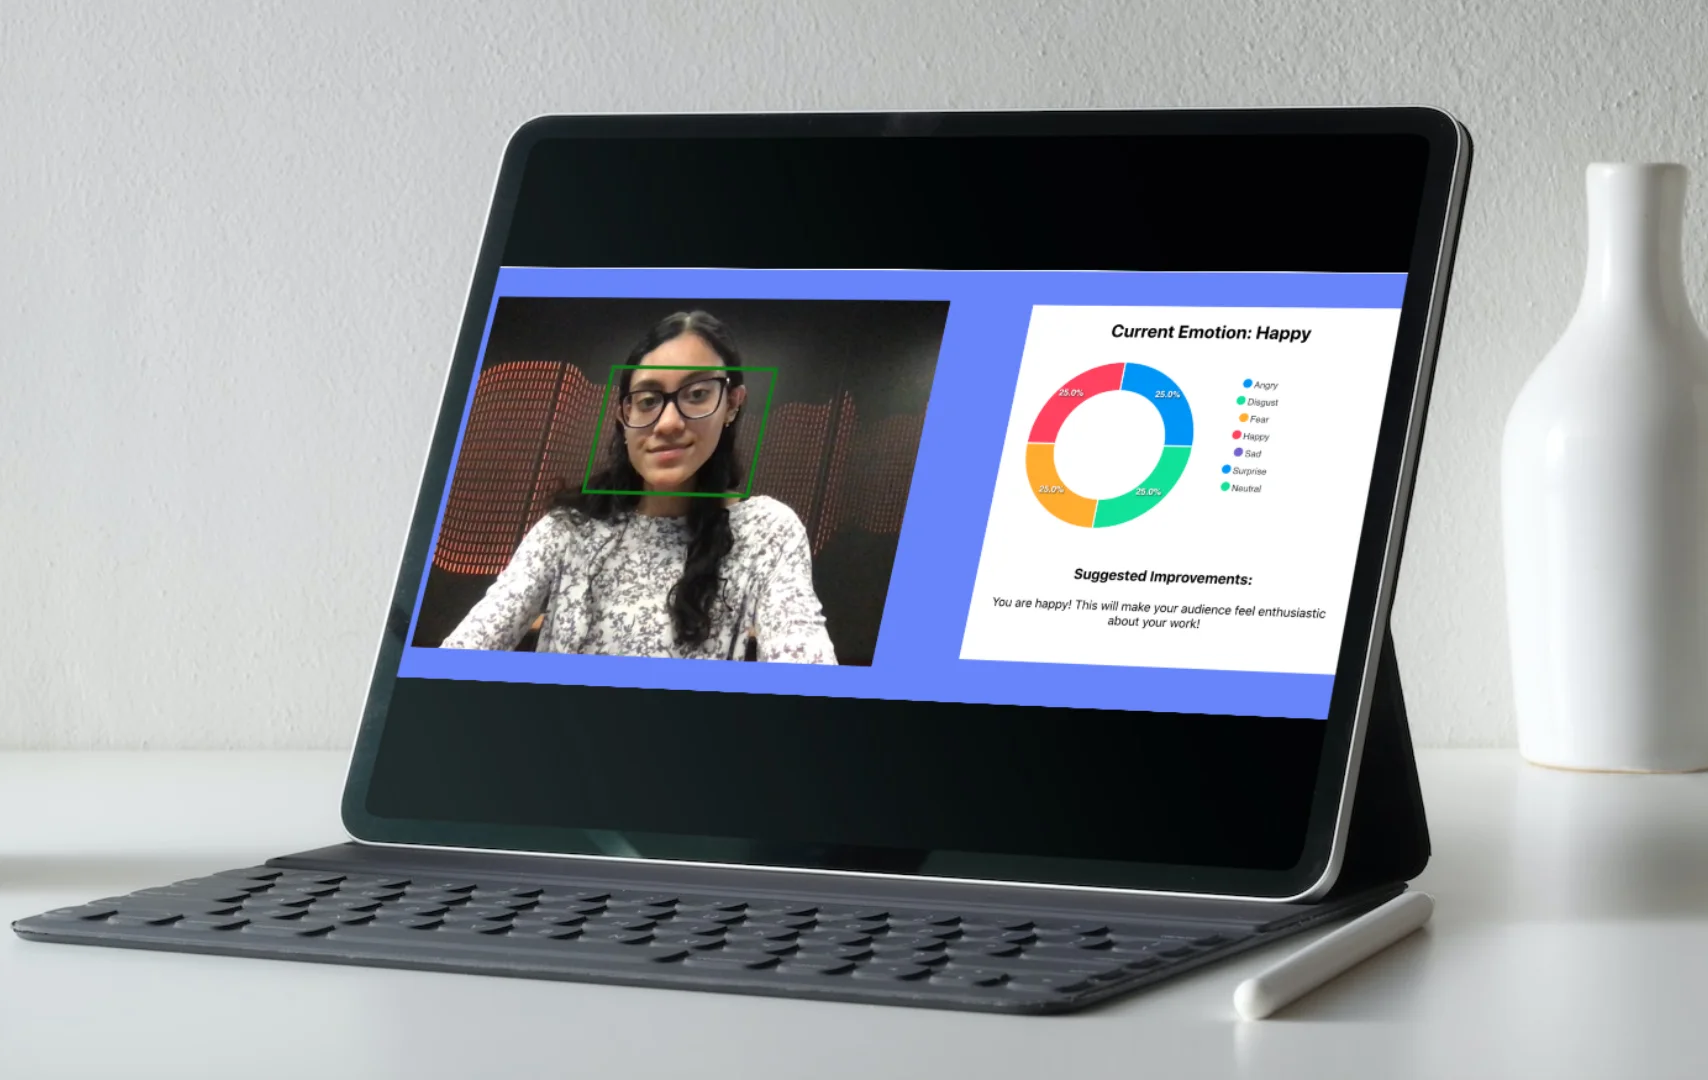 Current Emotion: Happy
25.0%
25.0%
25.0%
25.0%
Angry
Disgust
Fear
Happy
Sad
Surprise
Neutral
Suggested Improvements:
You are happy! This will make your audience feel enthusiastic
about your work!